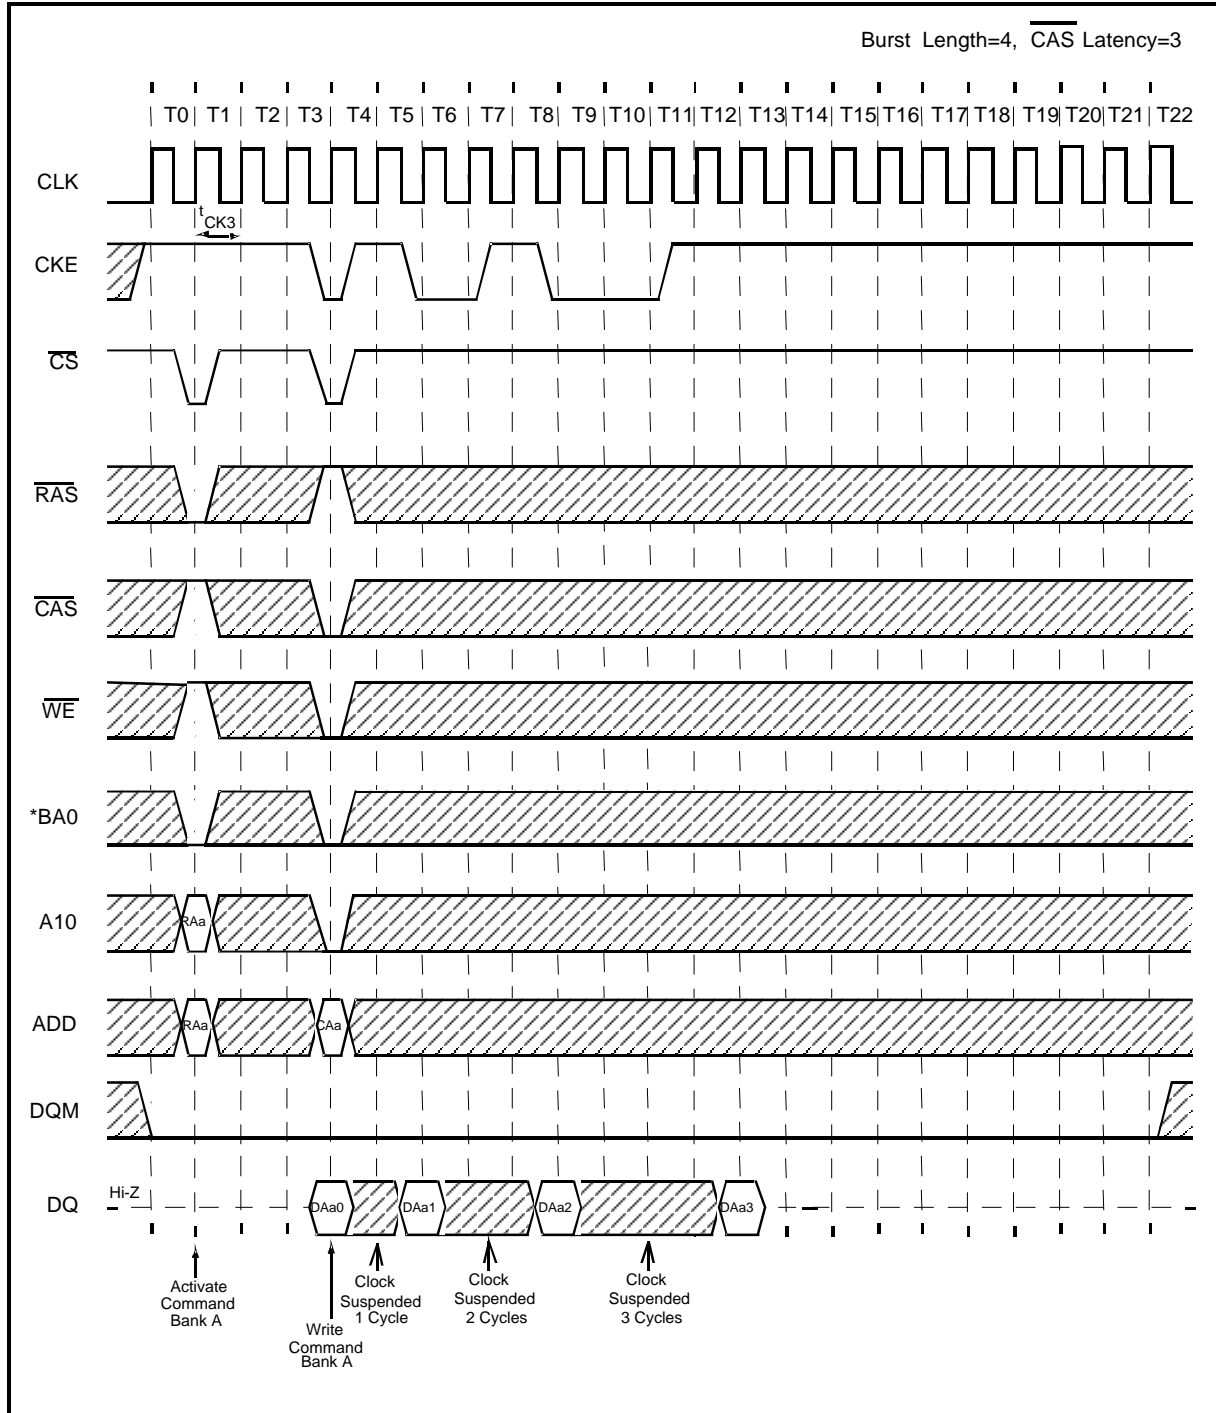 Burst Length=4, CAS Latency=3
T0 T1 T2 T3 T4 T5 T6 T7 T8 T9 T10 T11 T12 T13 T14 T15 T16 T17 T18 T19 T20 T21 T22
CLK
tCK3
CKE
CS
RAS
CAS
WE
*BA0
A10
RAa
ADD
RAa CAa
DQM
DQ
Hi-Z
DAa0 DAa1 DAa2 DAa3
Activate
Command
Bank A
Write
Command
Bank A
Clock
Suspended
1 Cycle
Clock
Suspended
2 Cycles
Clock
Suspended
3 Cycles